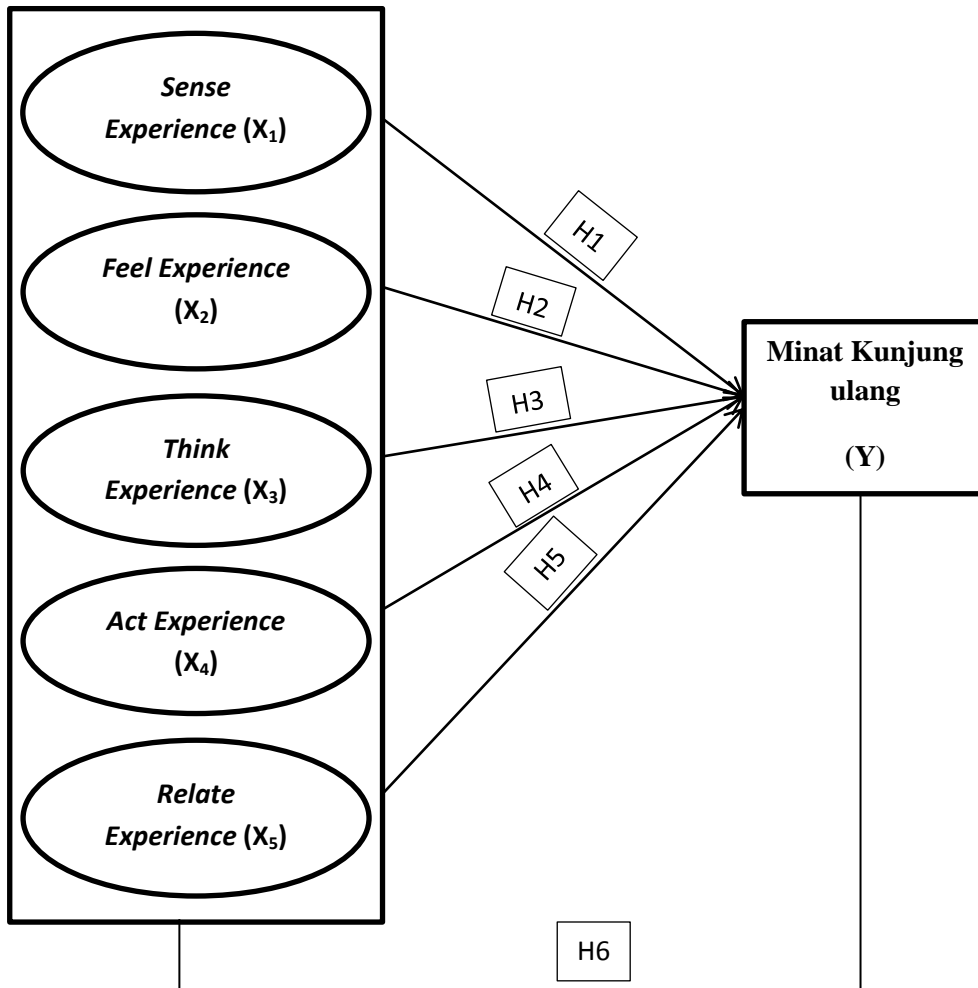 Sense
Experience (X₁)
Feel Experience
(X₂)
Think
Experience (X₃)
Act Experience
(X₄)
Relate
Experience (X₅)
H1
H2
H3
H4
H5
H6
Minat Kunjung
ulang
(Y)